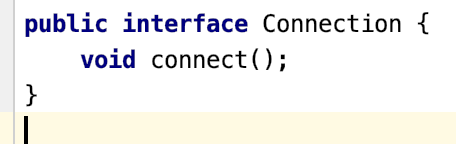 public interface Connection {
    void connect();
}